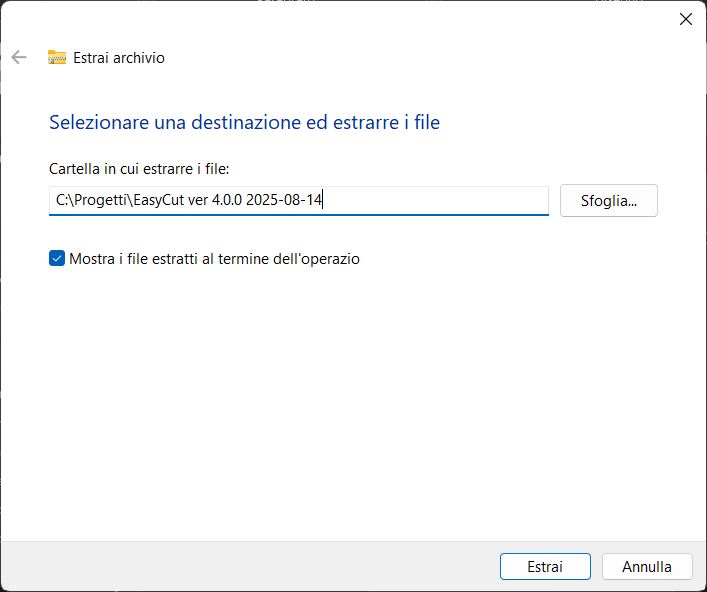 Estrai archivio
Selezionare una destinazione ed estrarre i file
Cartella in cui estrarre i file:
C:\Progetti\EasyCut ver 4.0.0 2025-08-14
Sfoglia...
Mostra i file estratti al termine dell'operazio
Estrai
Annulla